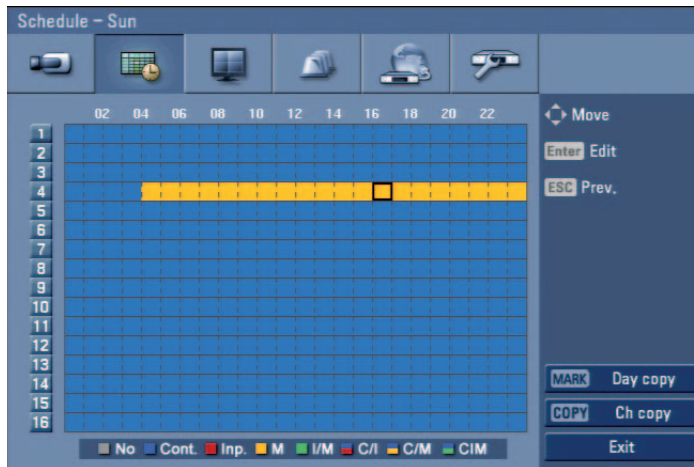 Schedule – Sun
02 04 06 08 10 12 14 16 18 20 22
1
2
3
4
5
6
7
8
9
10
11
12
13
14
15
16
No Cont. Inp. M I/M C/I C/M CIM
Move
Enter Edit
ESC Prev.
MARK Day copy
COPY Ch copy
Exit